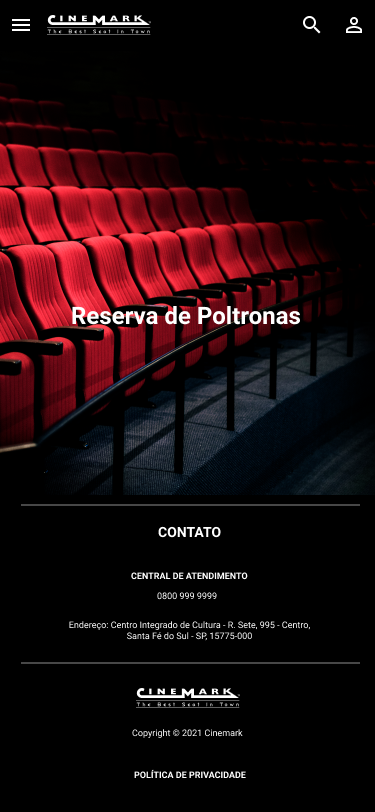 CINEMARK
The Best Seat In Town
Reserva de Poltronas
CONTATO
CENTRAL DE ATENDIMENTO
0800 999 9999
Endereço: Centro Integrado de Cultura - R. Sete, 995 - Centro,
Santa Fé do Sul - SP, 15775-000
CINEMARK
The Best Seat In Town
Copyright © 2021 Cinemark
POLÍTICA DE PRIVACIDADE